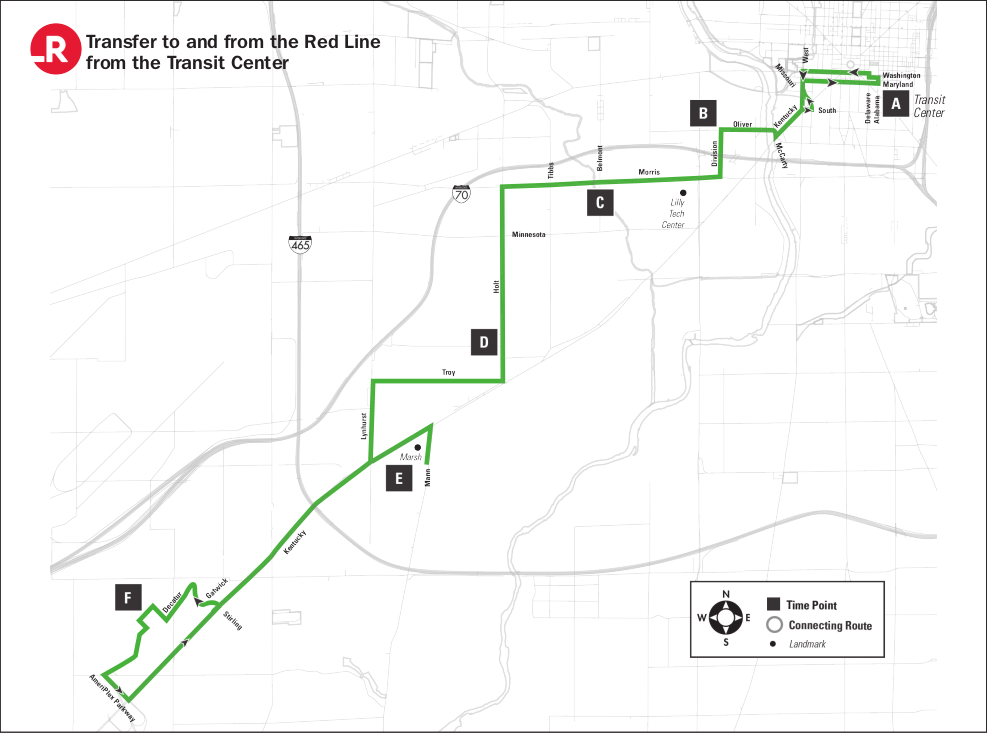 R
Transfer to and from the Red Line
from the Transit Center
West
Missouri
Washington
Maryland
Delaware
Alabama
A
Transit
Center
South
Kentucky
B
Oliver
McCarty
Division
Belmont
Tibbs
Morris
70
C
Lilly
Tech
Center
465
Minnesota
Holt
D
Troy
Lynhurst
Marsh
E
Mann
Kentucky
F
Decatur
Gatwick
Stirling
AmeriPlex Parkway
N
W
E
S
Time Point
Connecting Route
Landmark